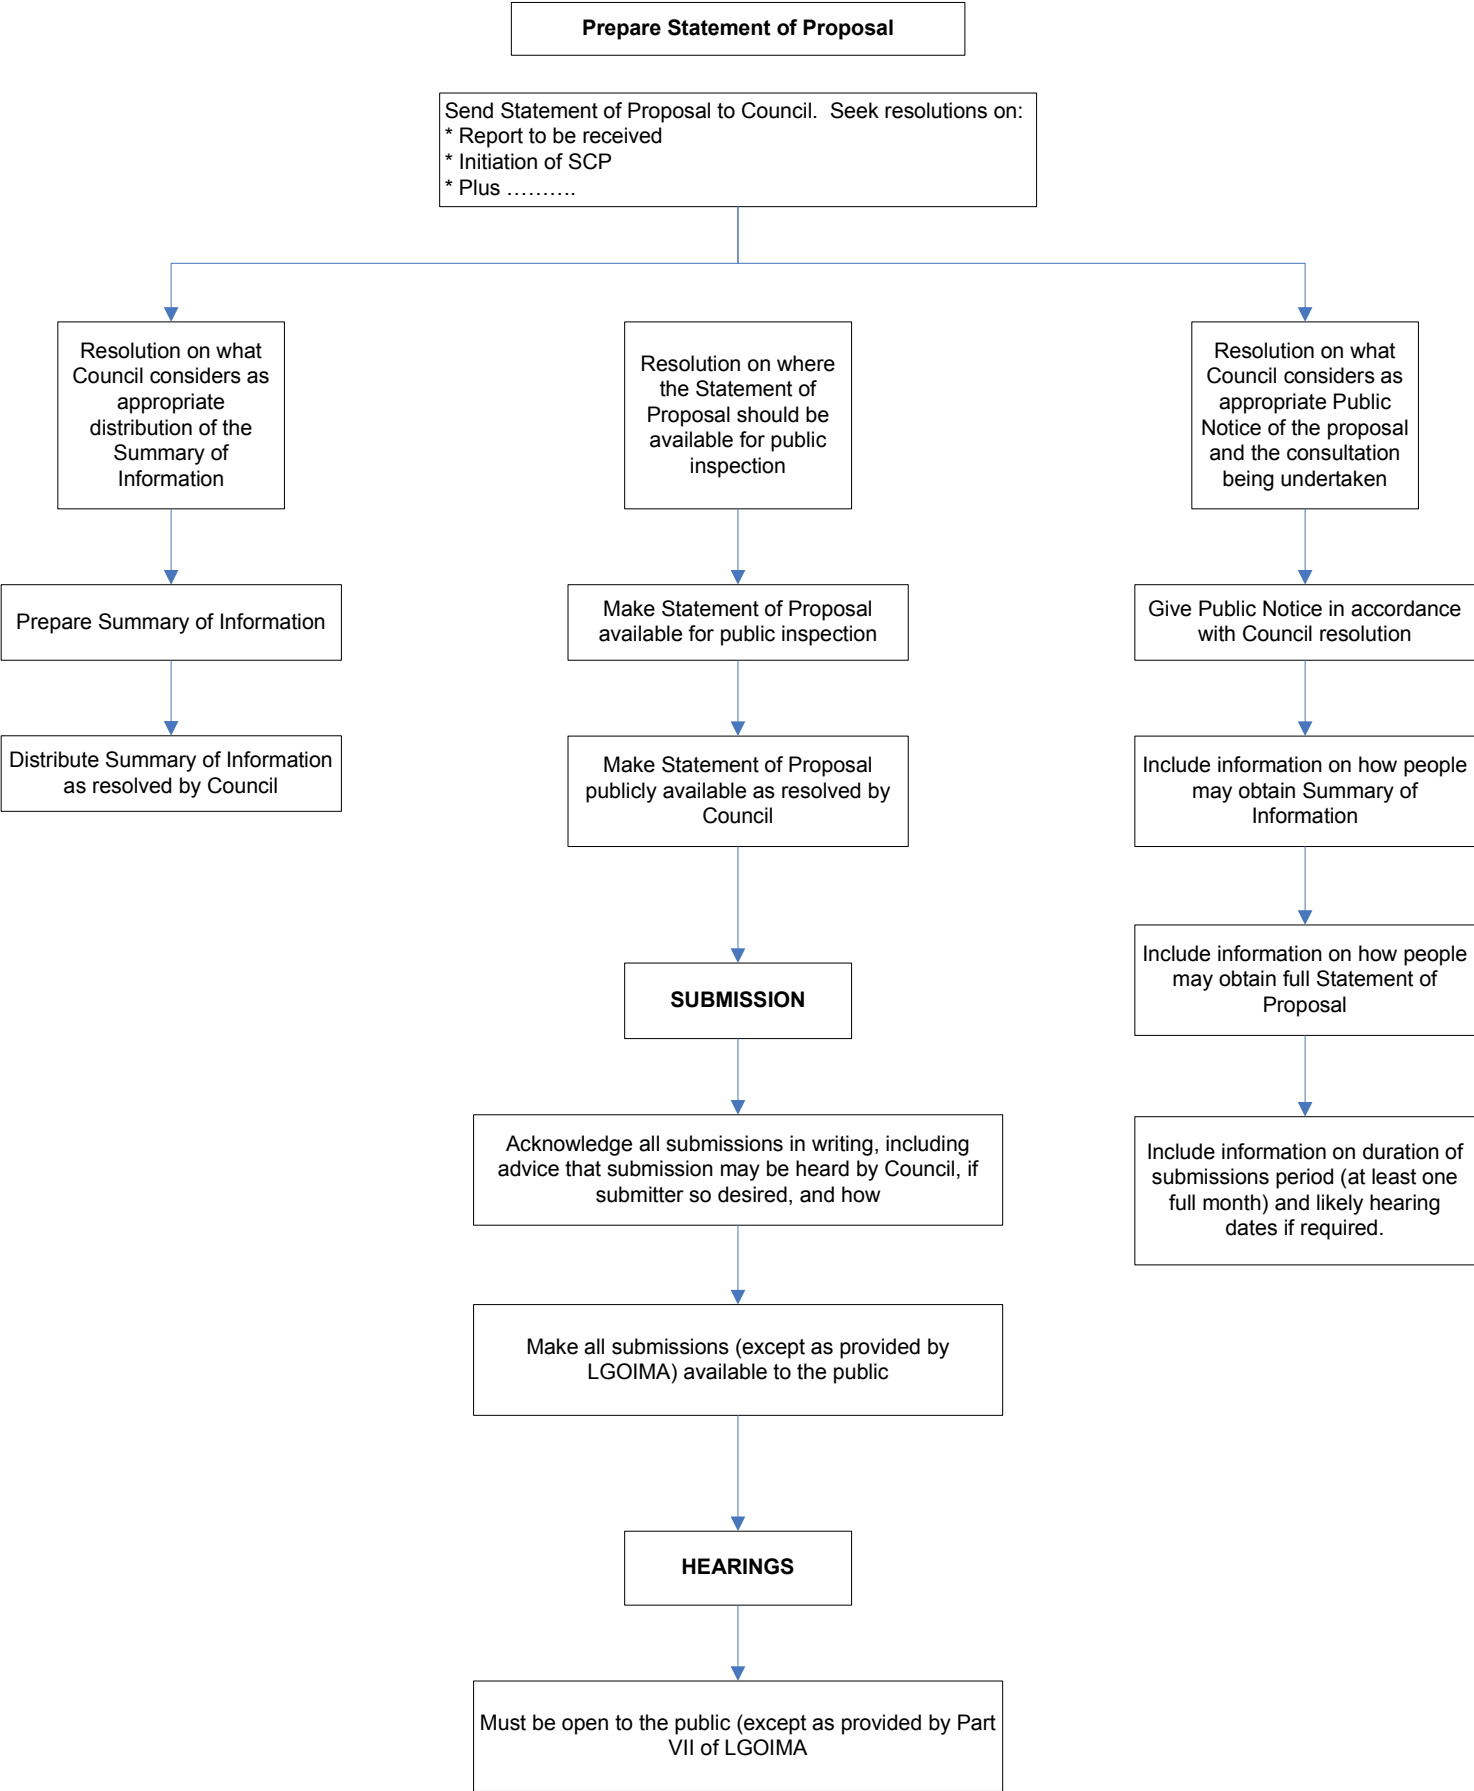 Prepare Statement of Proposal
Send Statement of Proposal to Council.  Seek resolutions on:
* Report to be received
* Initiation of SCP
* Plus ……….
Resolution on what
Council considers as
appropriate
distribution of the
Summary of
Information
Resolution on where
the Statement of
Proposal should be
available for public
inspection
Resolution on what
Council considers as
appropriate Public
Notice of the proposal
and the consultation
being undertaken
Prepare Summary of Information
Make Statement of Proposal
available for public inspection
Give Public Notice in accordance
with Council resolution
Distribute Summary of Information
as resolved by Council
Make Statement of Proposal
publicly available as resolved by
Council
Include information on how people
may obtain Summary of
Information
Include information on how people
may obtain full Statement of
Proposal
SUBMISSION
Acknowledge all submissions in writing, including
advice that submission may be heard by Council, if
submitter so desired, and how
Include information on duration of
submissions period (at least one
full month) and likely hearing
dates if required.
Make all submissions (except as provided by
LGOIMA) available to the public
HEARINGS
Must be open to the public (except as provided by Part
VII of LGOIMA